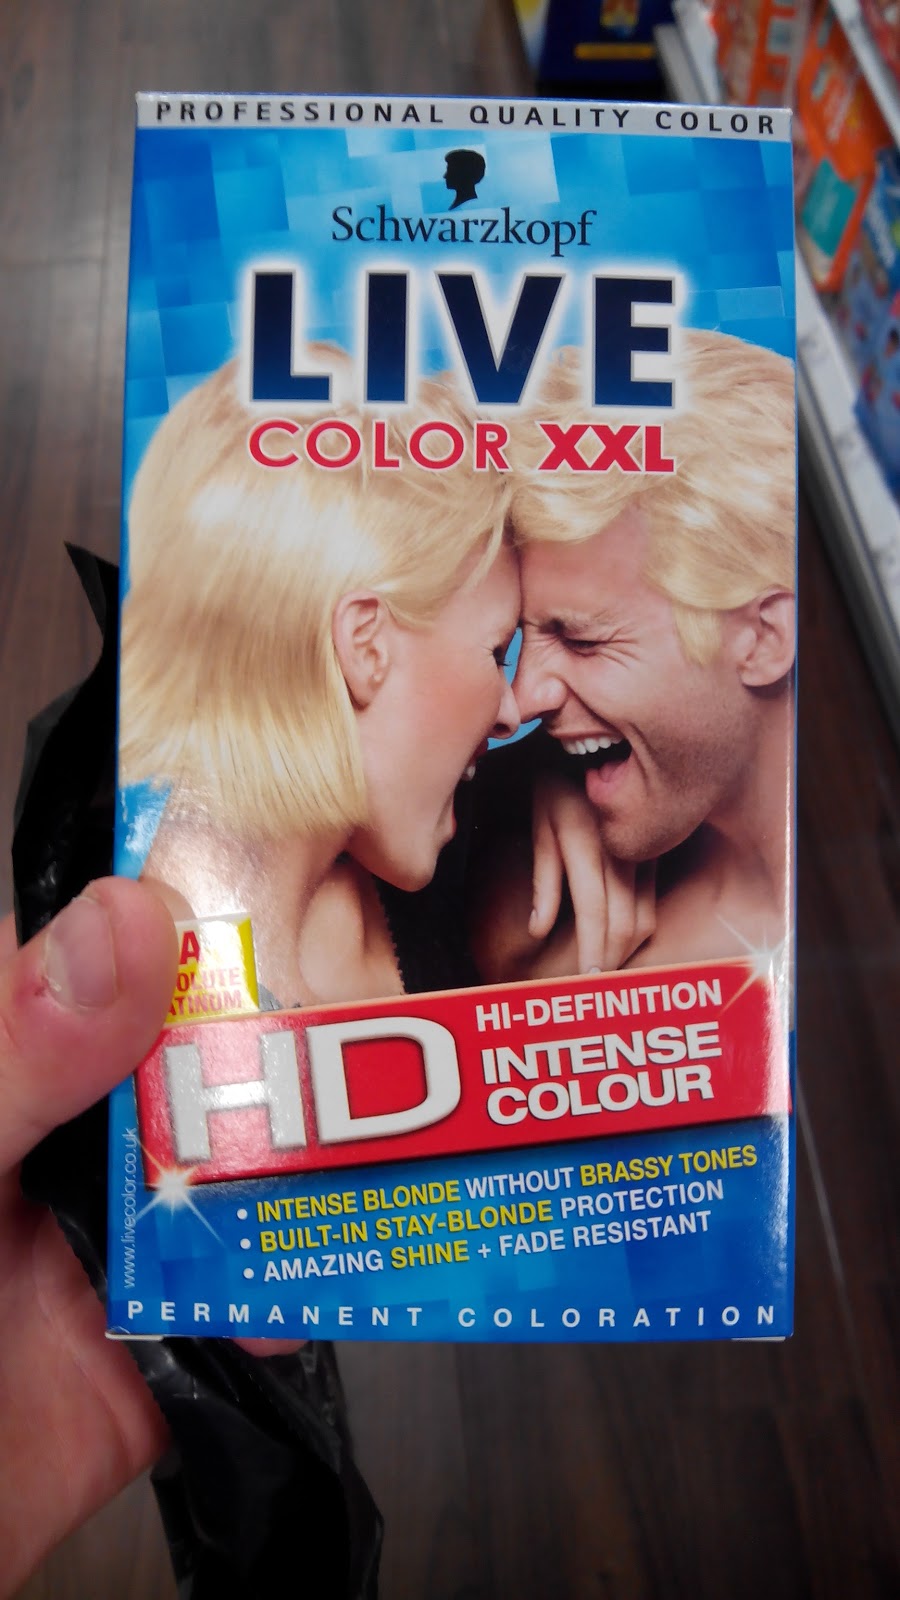 PROFESSIONAL QUALITY COLOR
Schwarzkopf
LIVE
COLOR XXL
HD
HI-DEFINITION
INTENSE
COLOUR
• INTENSE BLONDE WITHOUT BRASSY TONES
• BUILT-IN STAY-BLONDE PROTECTION
• AMAZING SHINE + FADE RESISTANT
www.livecolor.co.uk
PERMANENT COLORATION